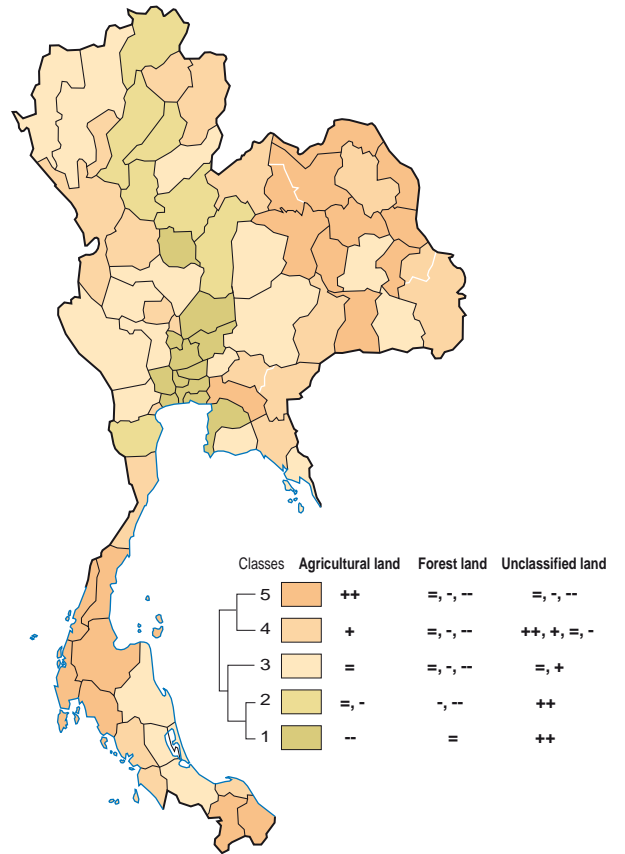 Classes Agricultural land Forest land Unclassified land
5 ++ =, -, -- =, -, --
4 + =, -, -- ++, +, =, -
3 = =, -, -- =, +
2 =, - -, -- ++
1 -- = ++